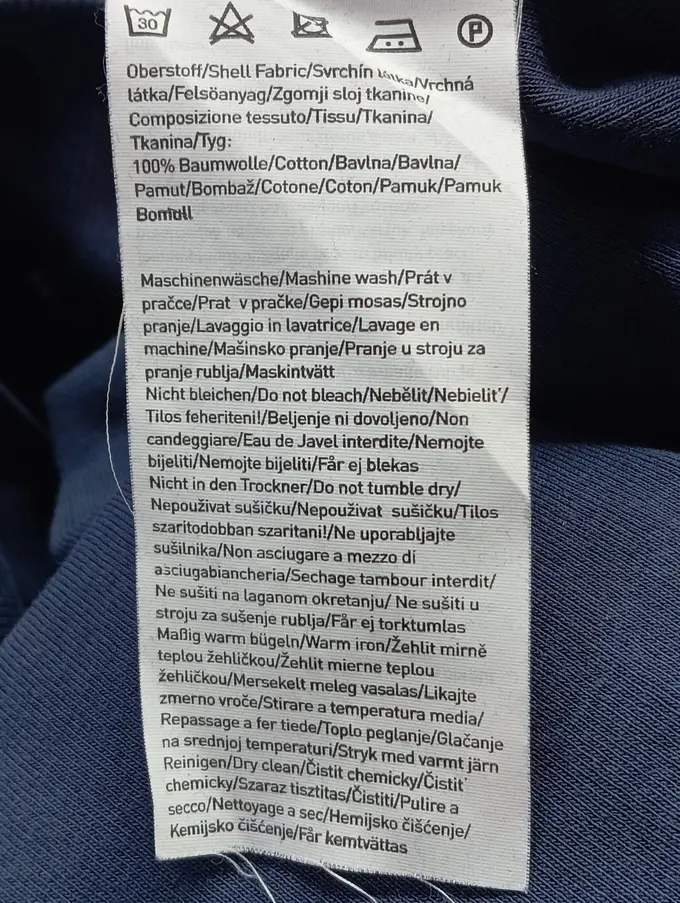 30
P
Oberstoff/Shell Fabric/Svrchín látka/Vrchná
látka/Felsöanyag/Zgomji sloj tkanine/
Composizione tessuto/Tissu/Tkanina/
Tkanina/Tyg:
100% Baumwolle/Cotton/Bavlna/Bavlna/
Pamut/Bombaž/Cotone/Coton/Pamuk/Pamuk
Bomull
Maschinenwäsche/Mashine wash/Prát v
pračce/Prat v pračke/Gepi mosas/Strojno
pranje/Lavaggio in lavatrice/Lavage en
machine/Mašinsko pranje/Pranje u stroju za
pranje rublja/Maskintvätt
Nicht bleichen/Do not bleach/Nebělit/Nebielit'/
Tilos feheriteni!/Beljenje ni dovoljeno/Non
candeggiare/Eau de Javel interdite/Nemojte
bijeliti/Nemojte bijeliti/Får ej blekas
Nicht in den Trockner/Do not tumble dry/
Nepouživat sušičku/Nepouživat sušičku/Tilos
szaritodobban szaritani!/Ne uporabljajte
sušilnika/Non asciugare a mezzo di
asciugabiancheria/Sechage tambour interdit/
Ne sušiti na laganom okretanju/ Ne sušiti u
stroju za sušenje rublja/Får ej torktumlas
Maßig warm bügeln/Warm iron/Žehlit mirně
teplou žehličkou/Žehlit mierne teplou
žehličkou/Mersekelt meleg vasalas/Likajte
zmerno vroče/Stirare a temperatura media/
Repassage a fer tiede/Toplo peglanje/Glačanje
na srednjoj temperaturi/Stryk med varmt järn
Reinigen/Dry clean/Čistit chemicky/Čistit'
chemicky/Szaraz tisztitas/Čistiti/Pulire a
secco/Nettoyage a sec/Hemijsko čišćenje/
Kemijsko čišćenje/Får kemtvättas